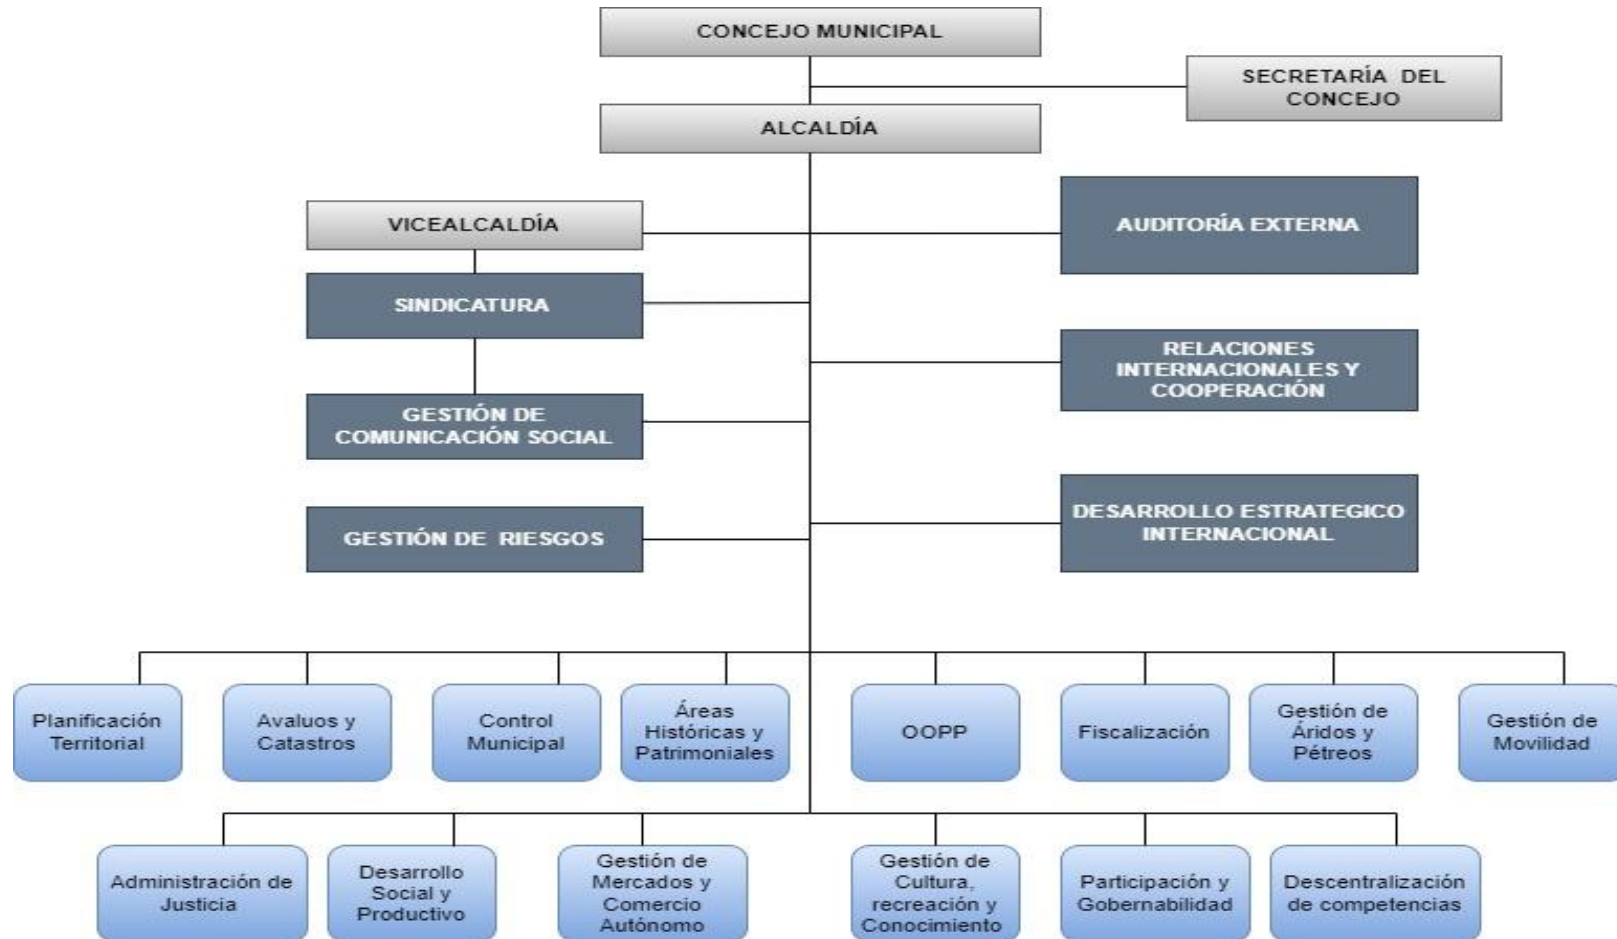 CONCEJO MUNICIPAL
SECRETARÍA DEL
CONCEJO
ALCALDÍA
VICEALCALDÍA
AUDITORÍA EXTERNA
SINDICATURA
RELACIONES
INTERNACIONALES Y
COOPERACIÓN
GESTIÓN DE
COMUNICACIÓN SOCIAL
DESARROLLO ESTRATEGICO
INTERNACIONAL
GESTIÓN DE RIESGOS
Planificación
Territorial
Avaluos y
Catastros
Control
Municipal
Áreas
Históricas y
Patrimoniales
OOPP
Fiscalización
Gestión de
Áridos y
Pétreos
Gestión de
Movilidad
Administración de
Justicia
Desarrollo
Social y
Productivo
Gestión de
Mercados y
Comercio
Autónomo
Gestión de
Cultura,
recreación y
Conocimiento
Participación y
Gobernabilidad
Descentralización
de competencias